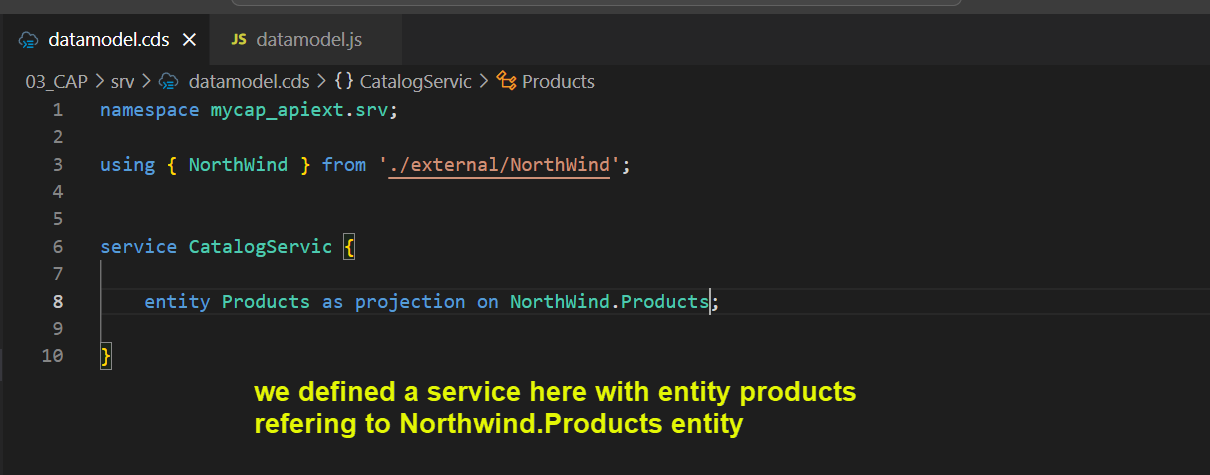 datamodel.cds
JS datamodel.js
03_CAP > srv > datamodel.cds > {} CatalogServic > Products
1 namespace mycap_apiext.srv;
2
3 using { NorthWind } from './external/NorthWind';
4
5
6 service CatalogServic {
7
8 entity Products as projection on NorthWind.Products;
9
10 }
we defined a service here with entity products
refering to Northwind.Products entity